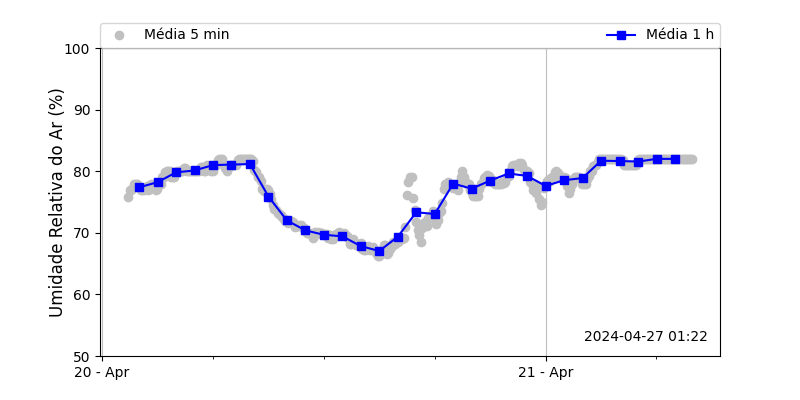 Média 5 min
Média 1 h
100
90
80
70
60
50
Umidade Relativa do Ar (%)
2024-04-27 01:22
20 - Apr
21 - Apr